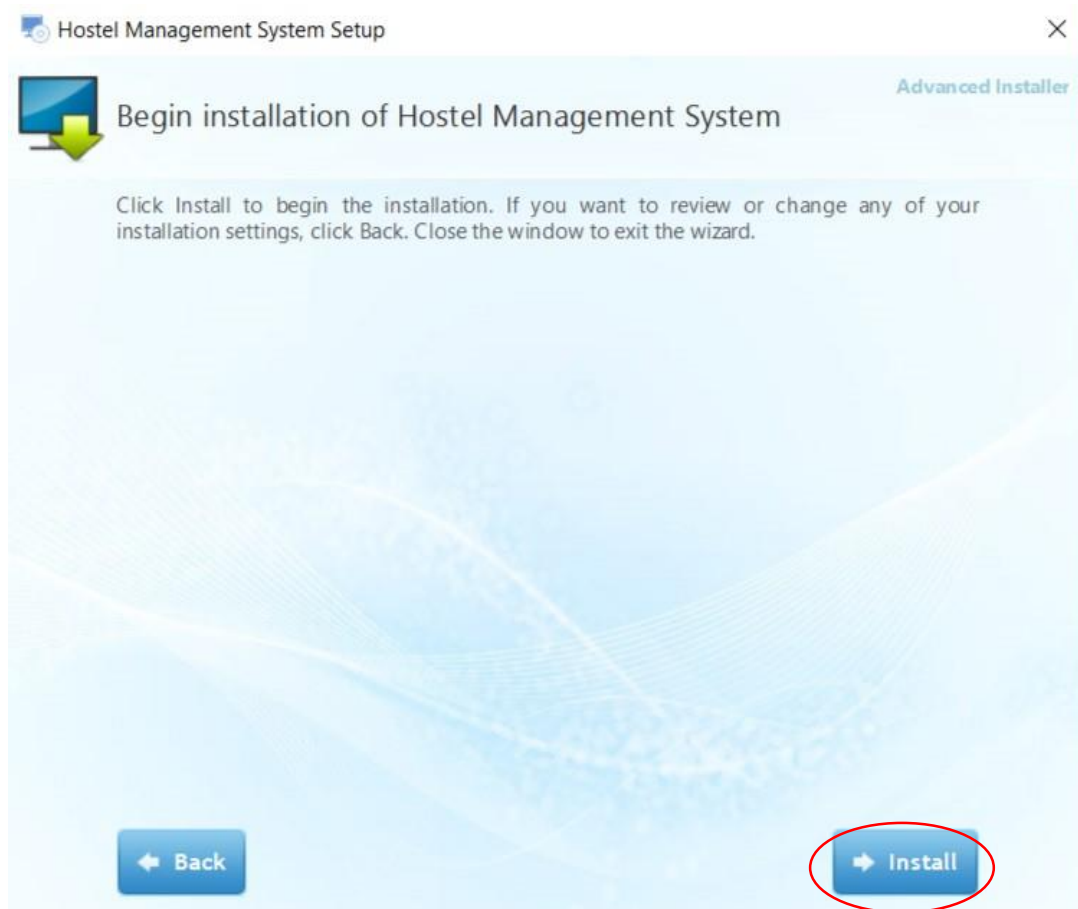 Hostel Management System Setup
Advanced Installer
Begin installation of Hostel Management System
Click Install to begin the installation. If you want to review or change any of your
installation settings, click Back. Close the window to exit the wizard.
Back
Install